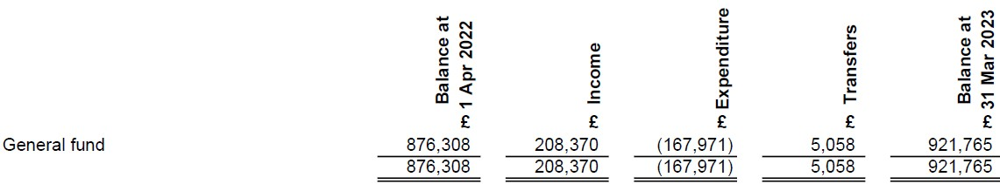 Balance at
£ 1 Apr 2022
£ Income
£ Expenditure
£ Transfers
Balance at
£ 31 Mar 2023
General fund 876,308 208,370 (167,971) 5,058 921,765
876,308 208,370 (167,971) 5,058 921,765